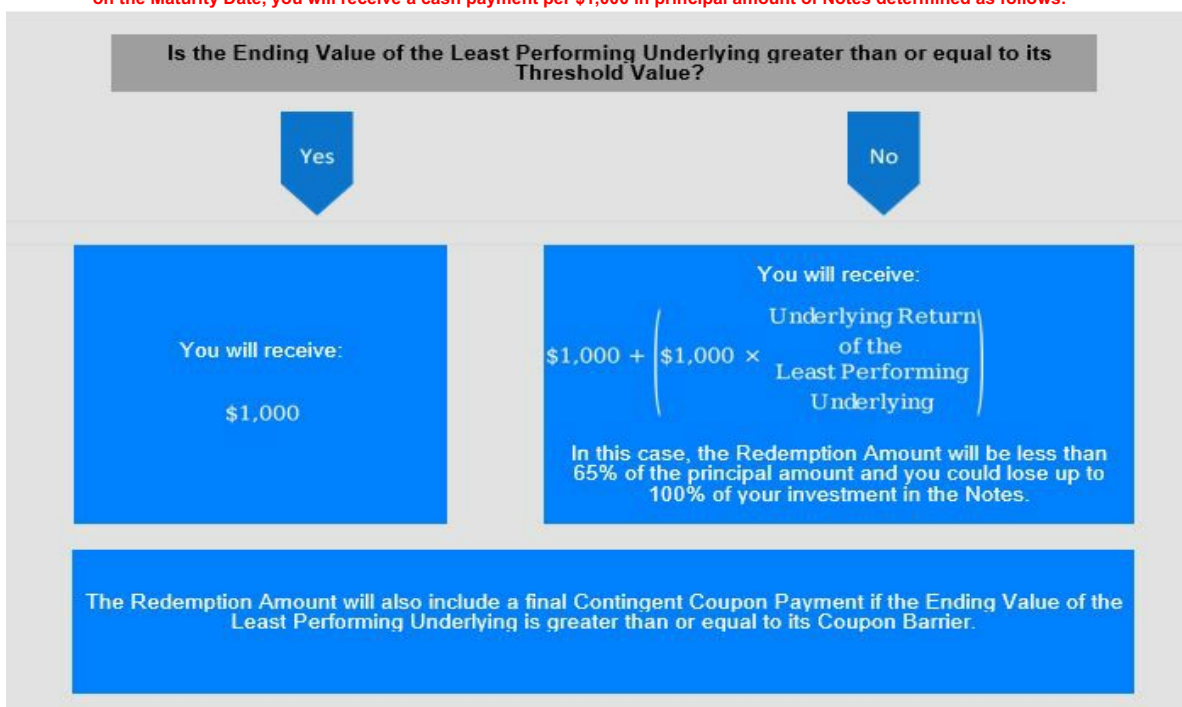 on the Maturity Date, you will receive a cash payment per $1,000 in principal amount of Notes determined as follows:
Is the Ending Value of the Least Performing Underlying greater than or equal to its
Threshold Value?
Yes
No
You will receive:
$1,000
You will receive:
$1,000 + ($1,000 × Underlying Return
of the
Least Performing
Underlying)
In this case, the Redemption Amount will be less than
65% of the principal amount and you could lose up to
100% of your investment in the Notes.
The Redemption Amount will also include a final Contingent Coupon Payment if the Ending Value of the
Least Performing Underlying is greater than or equal to its Coupon Barrier.